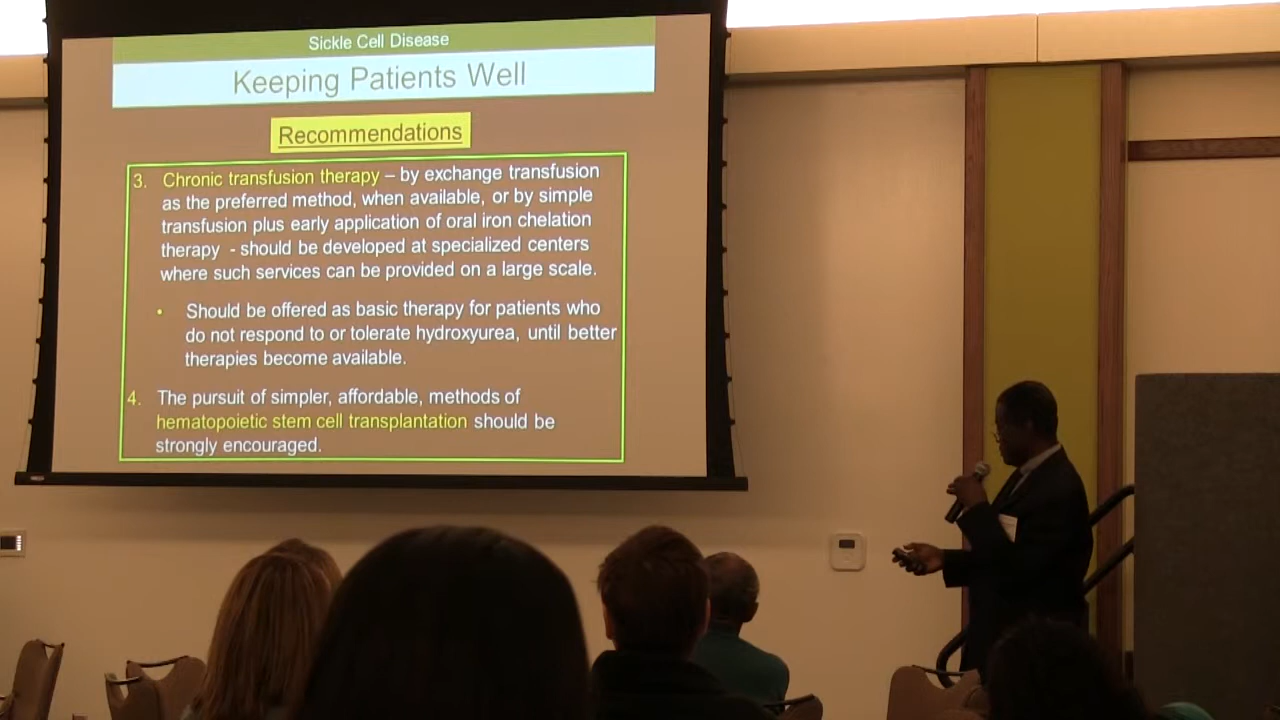 Sickle Cell Disease
Keeping Patients Well
Recommendations
3. Chronic transfusion therapy – by exchange transfusion
as the preferred method, when available, or by simple
transfusion plus early application of oral iron chelation
therapy - should be developed at specialized centers
where such services can be provided on a large scale.
• Should be offered as basic therapy for patients who
do not respond to or tolerate hydroxyurea, until better
therapies become available.
4. The pursuit of simpler, affordable, methods of
hematopoietic stem cell transplantation should be
strongly encouraged.